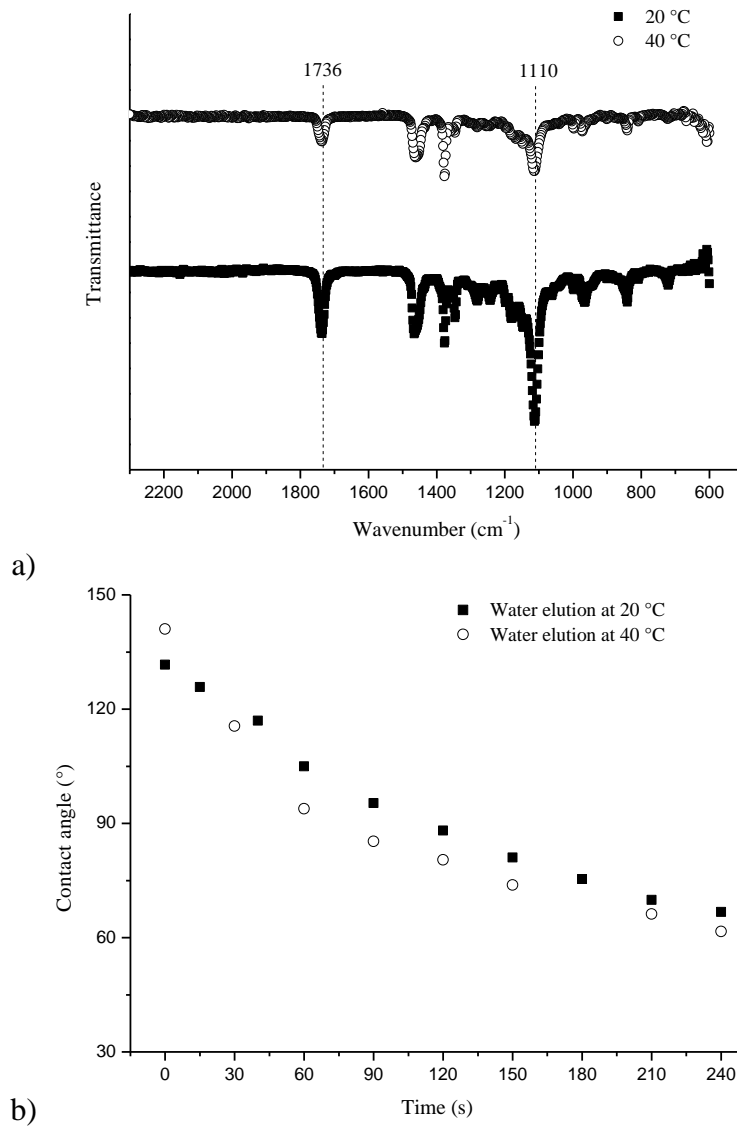 20 °C
40 °C
1736
1110
Transmittance
2200 2000 1800 1600 1400 1200 1000 800 600
Wavenumber (cm⁻¹)
a)
150
120
90
60
30
Water elution at 20 °C
Water elution at 40 °C
Contact angle (°)
0 30 60 90 120 150 180 210 240
Time (s)
b)